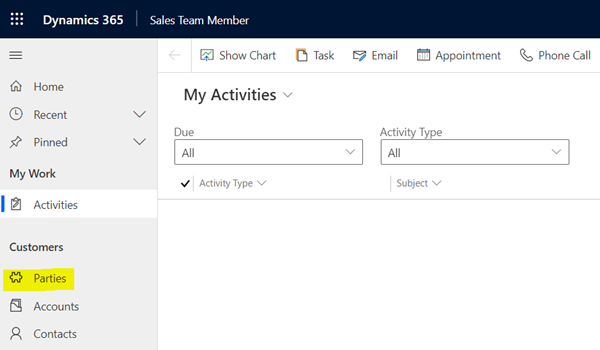 Dynamics 365 Sales Team Member
Show Chart Task Email Appointment Phone Call
Home
Recent
Pinned
My Work
Activities
Customers
Parties
Accounts
Contacts
My Activities
Due Activity Type
All All
Activity Type Subject